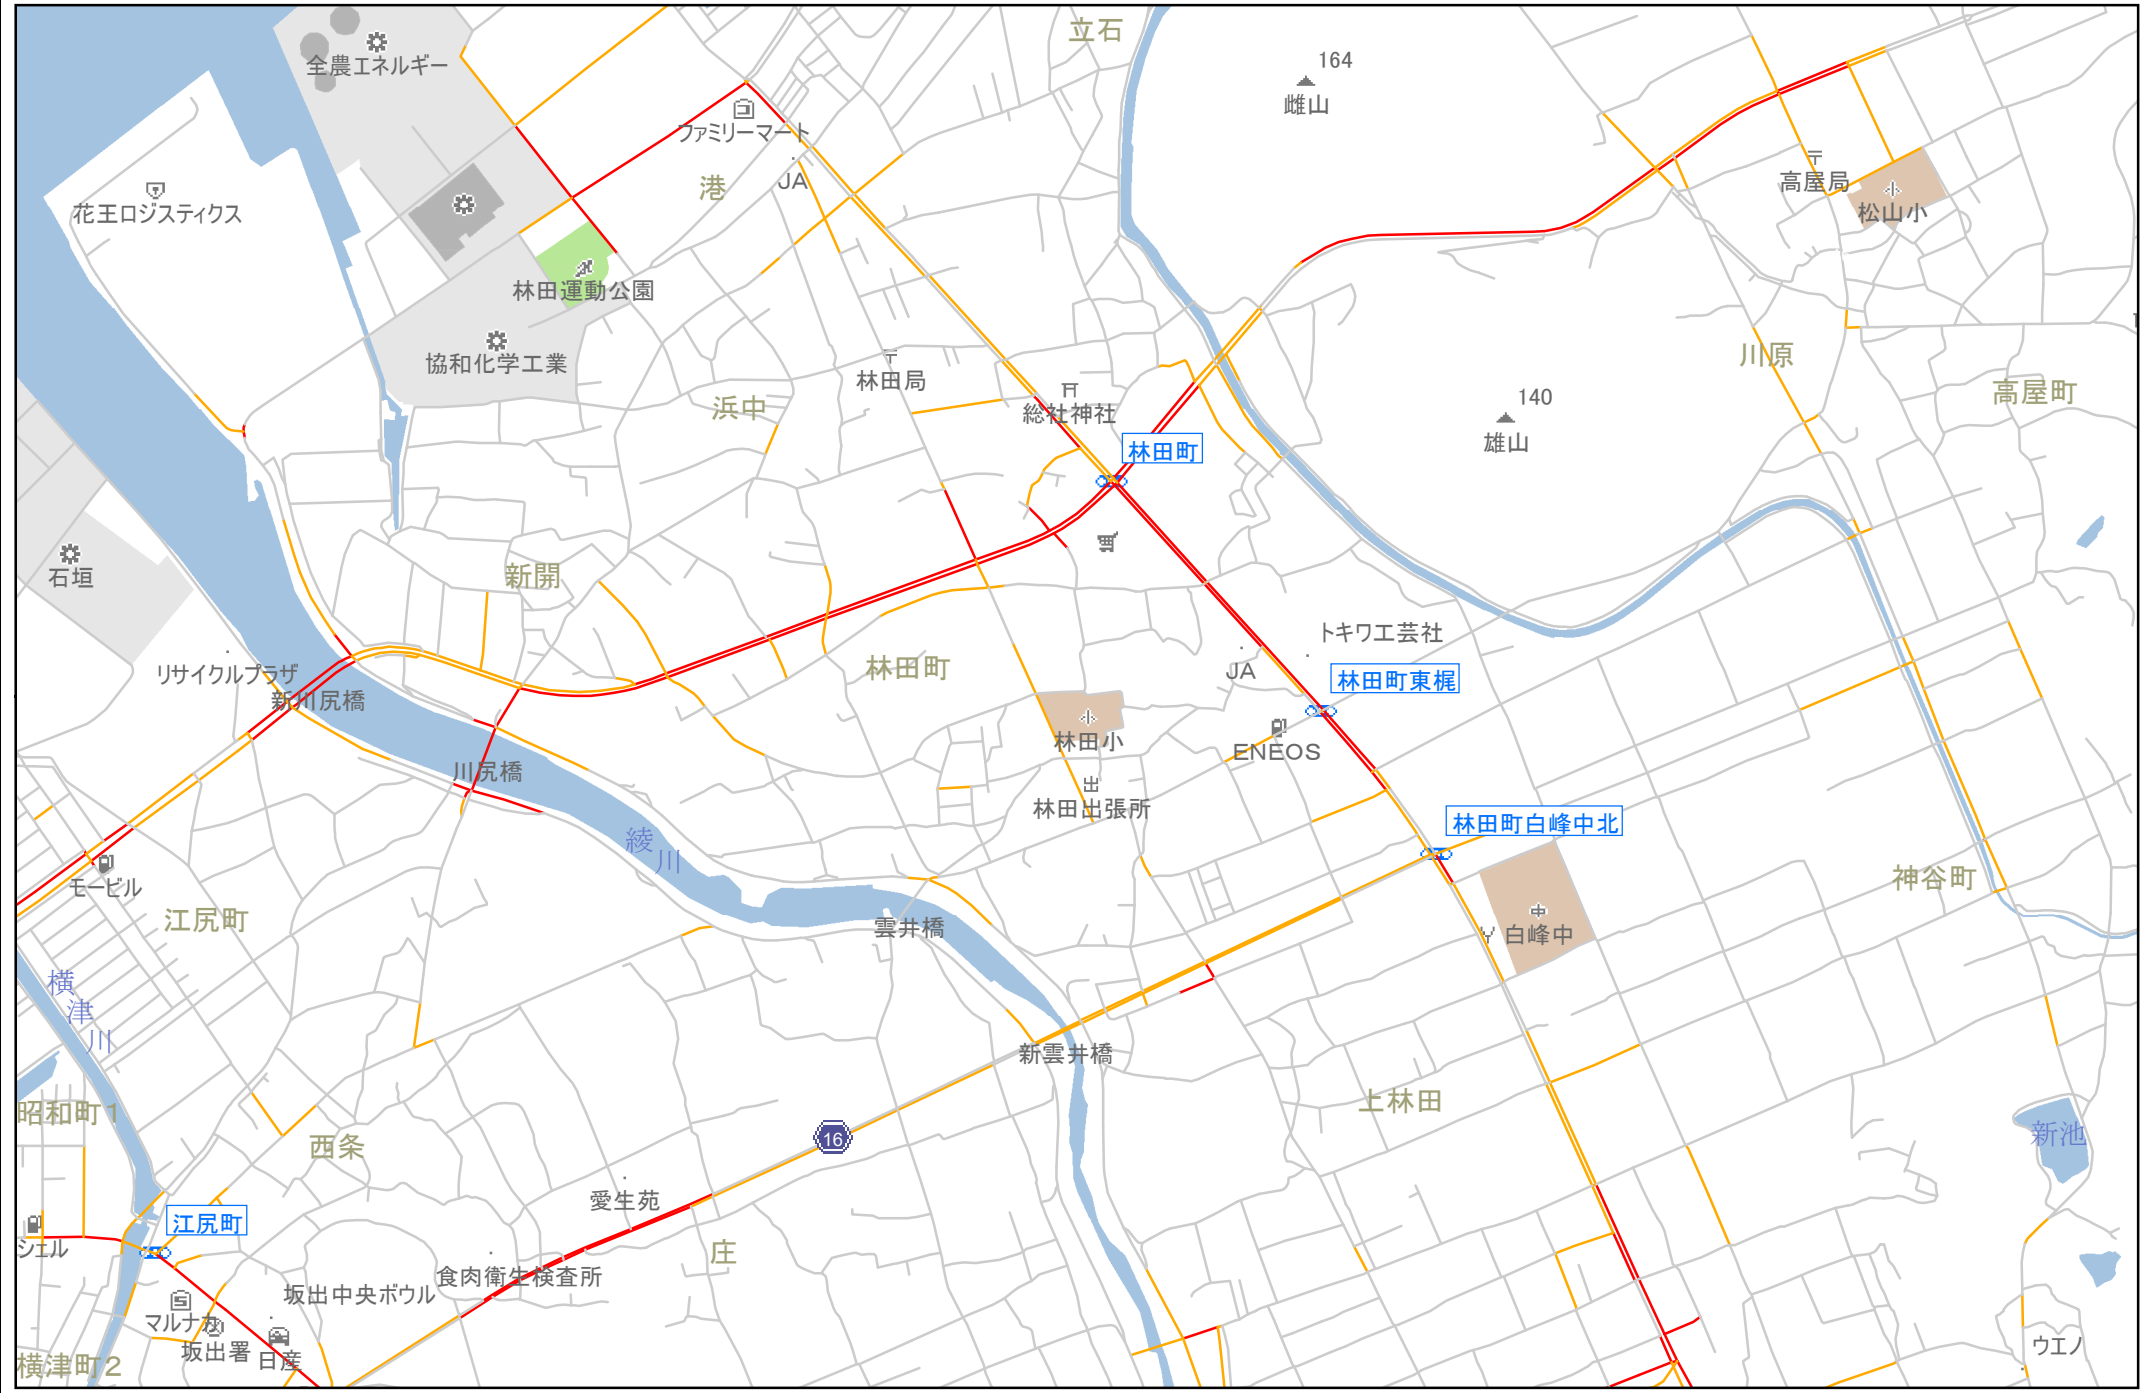 立石
164
雌山
全農エネルギー
ファミリーマート
JA
港
高屋局
松山小
花王ロジスティクス
林田運動公園
協和化学工業
林田局
浜中
総社神社
林田町
140
雄山
川原
高屋町
石垣
新開
リサイクルプラザ
新川尻橋
林田町
トキワ工芸社
JA
林田町東梶
林田小
ENEOS
川尻橋
林田出張所
林田町白峰中北
綾川
モービル
江尻町
雲井橋
白峰中
神谷町
横津川
新雲井橋
昭和町1
西条
16
上林田
新池
愛生苑
江尻町
シェル
庄
食肉衛生検査所
坂出中央ボウル
マルナカ
坂出署
日産
横津町2
ウエノ